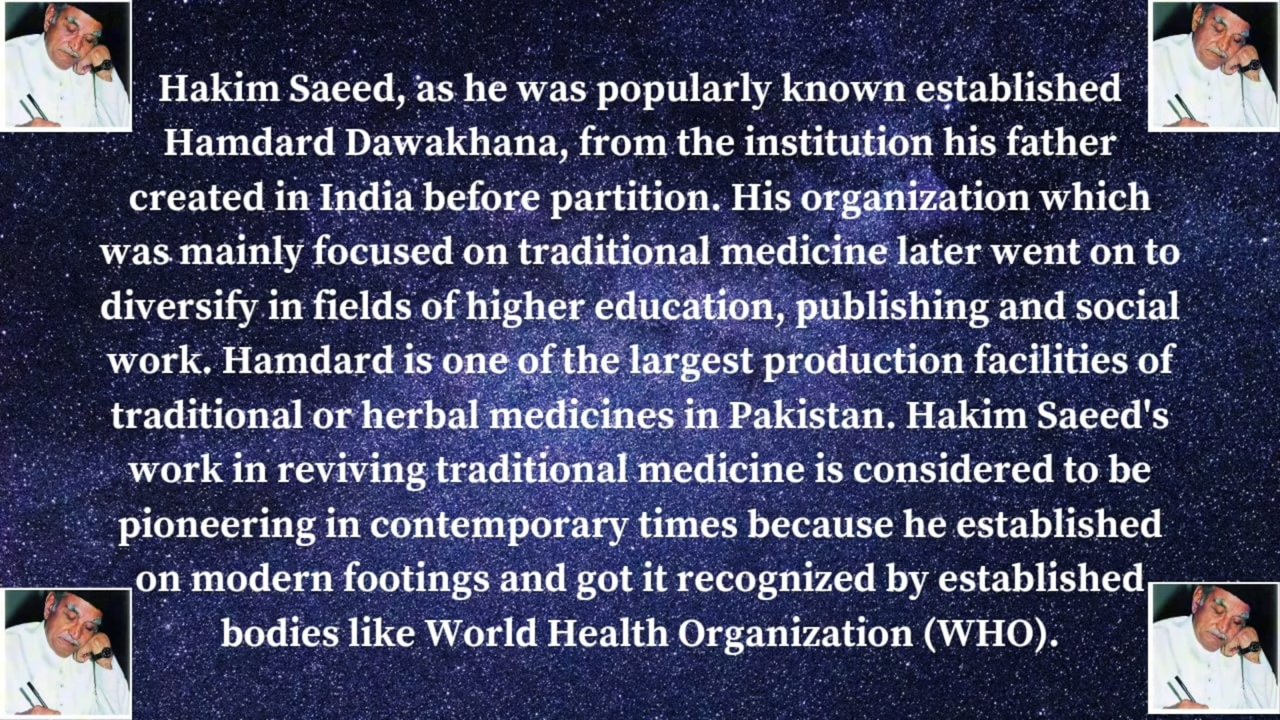 Hakim Saeed, as he was popularly known established
Hamdard Dawakhana, from the institution his father
created in India before partition. His organization which
was mainly focused on traditional medicine later went on to
diversify in fields of higher education, publishing and social
work. Hamdard is one of the largest production facilities of
traditional or herbal medicines in Pakistan. Hakim Saeed's
work in reviving traditional medicine is considered to be
pioneering in contemporary times because he established
on modern footings and got it recognized by established
bodies like World Health Organization (WHO).